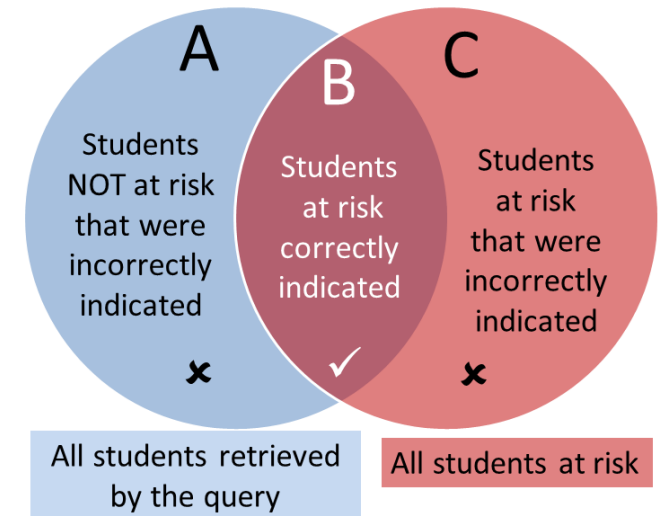 A
Students
NOT at risk
that were
incorrectly
indicated
✘
B
Students
at risk
correctly
indicated
✓
C
Students
at risk
that were
incorrectly
indicated
✘
All students retrieved
by the query
All students at risk